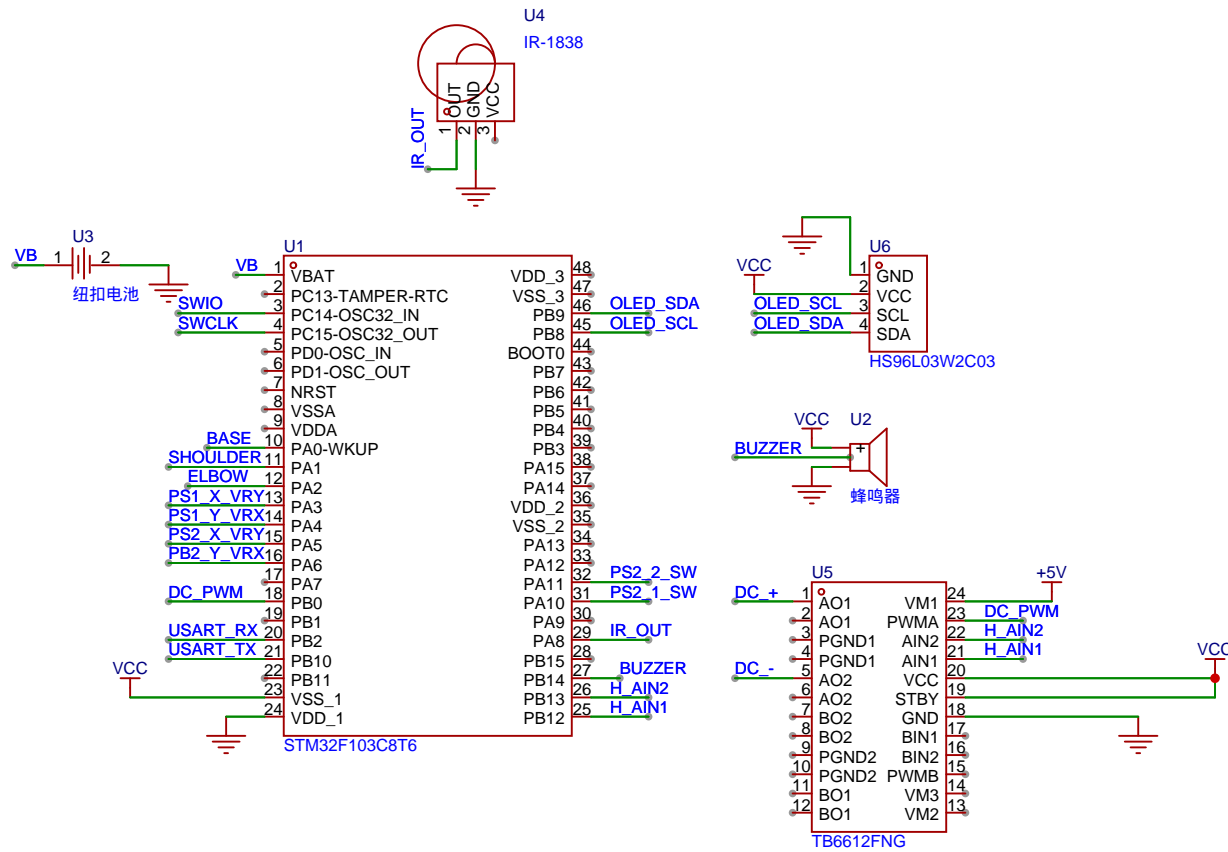 U4
IR-1838
OUT
GND
VCC
1
2
3
IR_OUT
U3
VB
1
2
纽扣电池
U1
VB
1
VBAT
2
PC13-TAMPER-RTC
SWIO
3
PC14-OSC32_IN
SWCLK
4
PC15-OSC32_OUT
5
PD0-OSC_IN
6
PD1-OSC_OUT
7
NRST
8
VSSA
9
VDDA
BASE
10
PA0-WKUP
SHOULDER
11
PA1
ELBOW
12
PA2
PS1_X_VRY
13
PA3
PS1_Y_VRX
14
PA4
PS2_X_VRY
15
PA5
PB2_Y_VRX
16
PA6
17
PA7
DC_PWM
18
PB0
19
PB1
USART_RX
20
PB2
USART_TX
21
PB10
22
PB11
VCC
23
VSS_1
24
VDD_1
VDD_3
48
VSS_3
47
PB9
46
OLED_SDA
PB8
45
OLED_SCL
BOOT0
44
PB7
43
PB6
42
PB5
41
PB4
40
PB3
39
PA15
38
PA14
37
VDD_2
36
VSS_2
35
PA13
34
PA12
33
PA11
32
PS2_2_SW
PA10
31
PS2_1_SW
PA9
30
PA8
29
IR_OUT
PB15
28
PB14
27
BUZZER
PB13
26
H_AIN2
PB12
25
H_AIN1
STM32F103C8T6
U6
1
GND
VCC
2
VCC
OLED_SCL
3
SCL
OLED_SDA
4
SDA
HS96L03W2C03
VCC
U2
BUZZER
+
蜂鸣器
U5
DC_+
1
AO1
2
AO1
3
PGND1
4
PGND1
DC_-
5
AO2
6
AO2
7
BO2
8
BO2
9
PGND2
10
PGND2
11
BO1
12
BO1
+5V
VM1
24
PWMA
23
DC_PWM
AIN2
22
H_AIN2
AIN1
21
H_AIN1
VCC
20
VCC
STBY
19
GND
18
BIN1
17
BIN2
16
PWMB
15
VM3
14
VM2
13
TB6612FNG